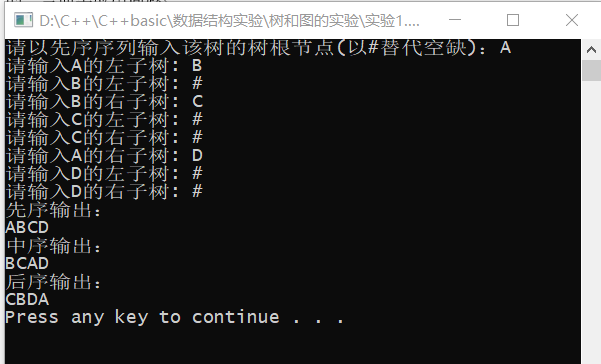 D:\C++\C++basic\数据结构实验\树和图的实验\实验1....
请以先序序列输入该树的树根节点(以#替代空缺)：A
请输入A的左子树: B
请输入B的左子树: #
请输入B的右子树: C
请输入C的左子树: #
请输入C的右子树: #
请输入A的右子树: D
请输入D的左子树: #
请输入D的右子树: #
先序输出：
ABCD
中序输出：
BCAD
后序输出：
CBDA
Press any key to continue . . .